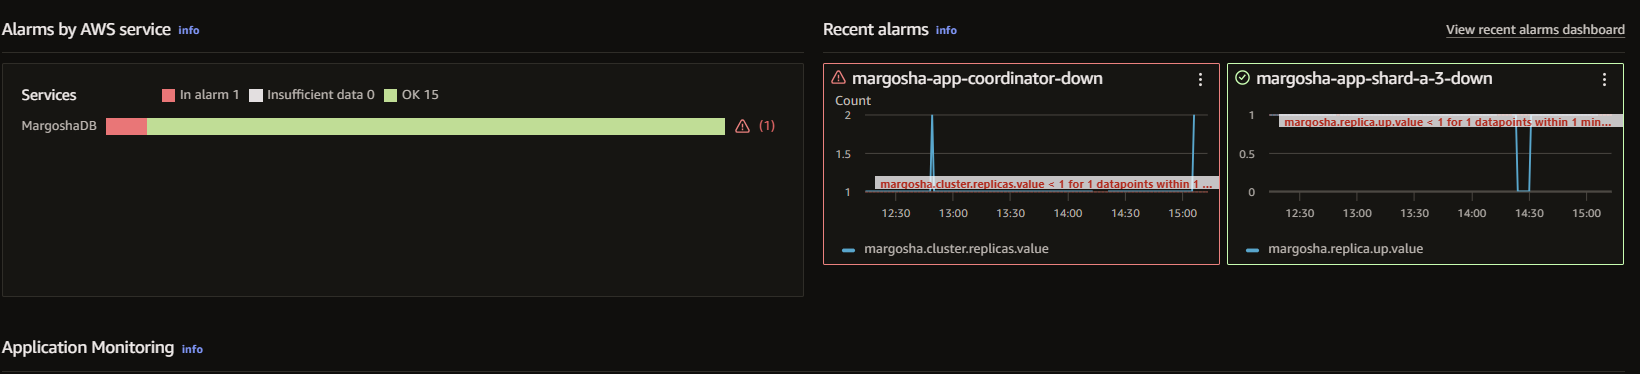 Alarms by AWS service info
Recent alarms info
View recent alarms dashboard
Services
In alarm 1 Insufficient data 0 OK 15
MargoshaDB
(1)
margosha-app-coordinator-down
Count
2
1.5
1
margosha.cluster.replicas.value < 1 for 1 datapoints within 1 ...
12:30 13:00 13:30 14:00 14:30 15:00
margosha.cluster.replicas.value
margosha-app-shard-a-3-down
1
0.5
0
margosha.replica.up.value < 1 for 1 datapoints within 1 min...
12:30 13:00 13:30 14:00 14:30 15:00
margosha.replica.up.value
Application Monitoring info